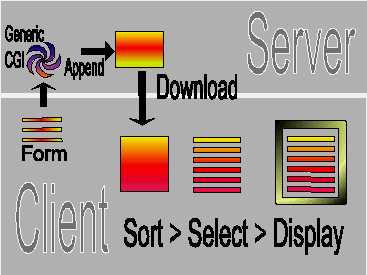 Generic
CGI
Append
Server
Download
Form
Client
Sort > Select > Display